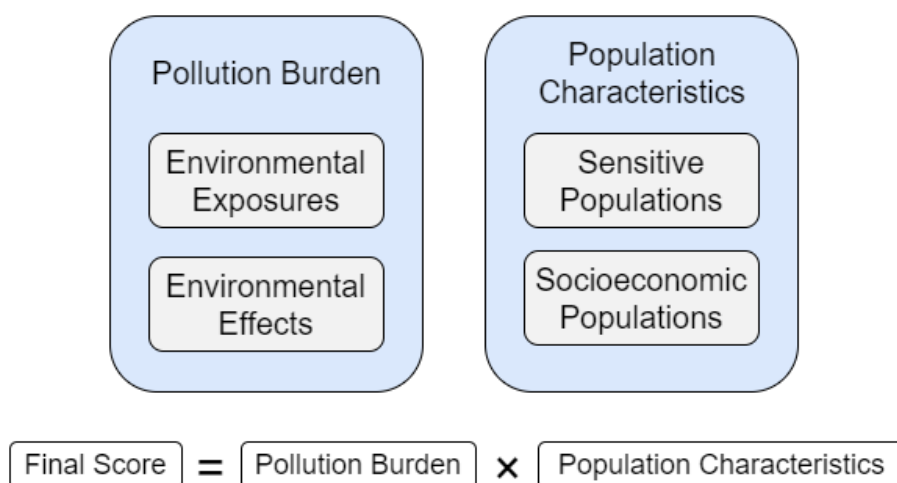 Pollution Burden
Environmental
Exposures
Environmental
Effects
Population
Characteristics
Sensitive
Populations
Socioeconomic
Populations
Final Score = Pollution Burden × Population Characteristics